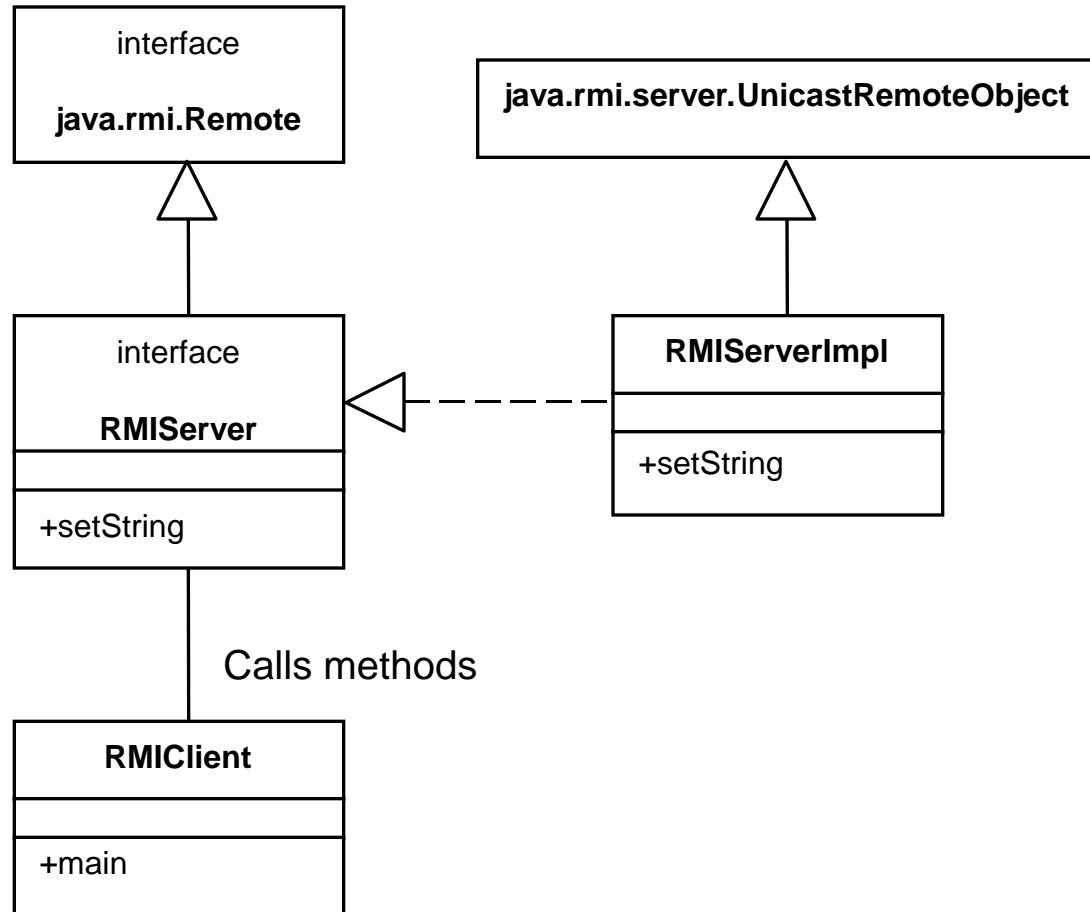 interface
java.rmi.Remote
java.rmi.server.UnicastRemoteObject
interface
RMIServer
+setString
RMIServerImpl
+setString
Calls methods
RMIClient
+main